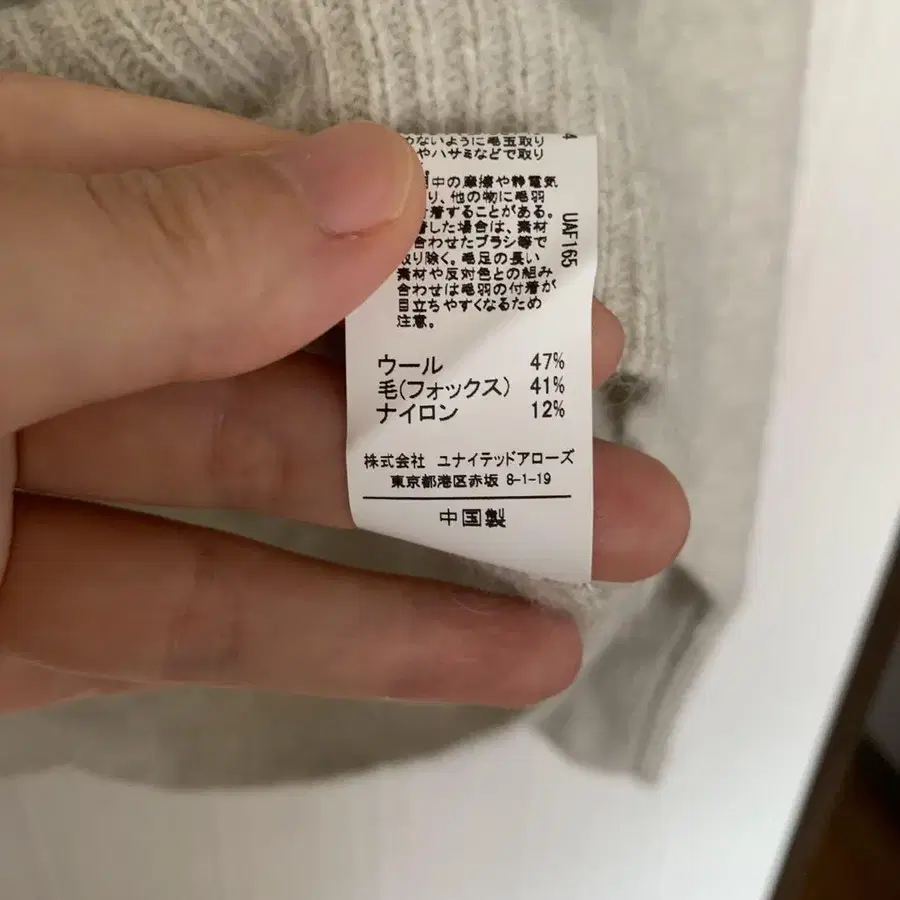 ないように毛玉取り
やハサミなどで取り
中の摩擦や静電気
り、他の物に毛羽
着することがある。
した場合は、素材
合わせたブラシ等で
取り除く。毛足の長い
素材や反対色との組み
合わせは毛羽の付着が
目立ちやすくなるため
注意。
4
UAF165
ウール 47%
毛(フォックス) 41%
ナイロン 12%
株式会社 ユナイテッドアローズ
東京都港区赤坂 8-1-19
中国製